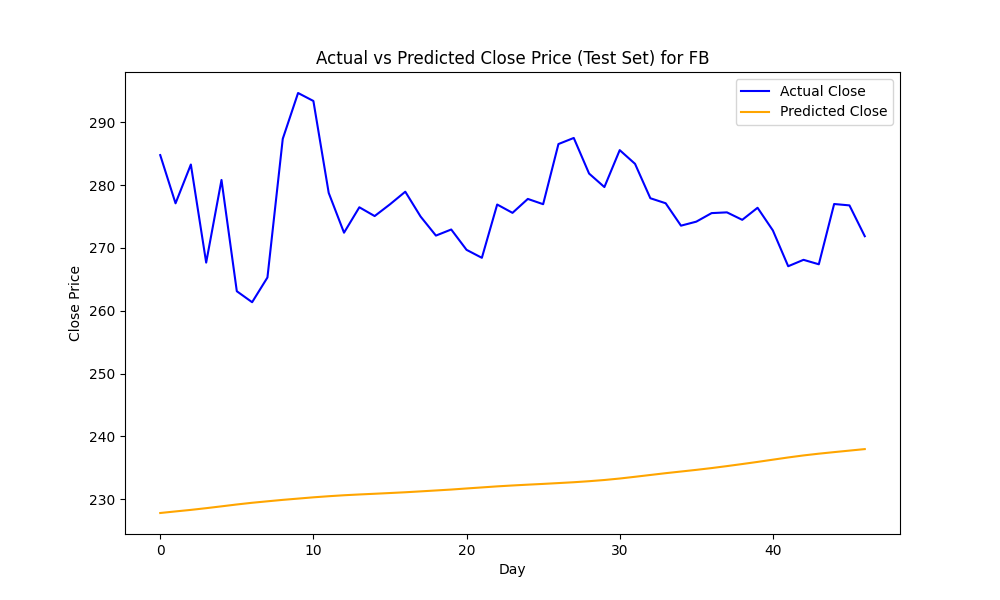 Actual vs Predicted Close Price (Test Set) for FB
Actual Close
Predicted Close
Close Price
290
280
270
260
250
240
230
0 10 20 30 40
Day